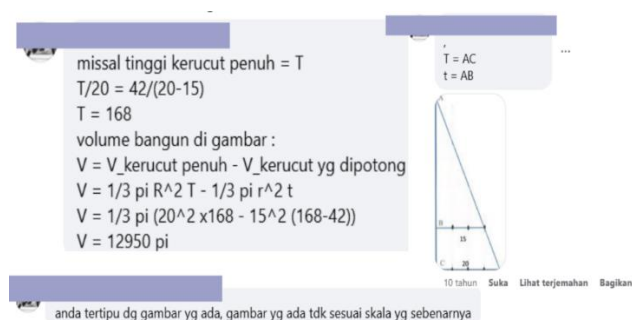 missal tinggi kerucut penuh = T
T/20 = 42/(20-15)
T = 168
volume bangun di gambar :
V = V_kerucut penuh - V_kerucut yg dipotong
V = 1/3 pi R^2 T - 1/3 pi r^2 t
V = 1/3 pi (20^2 x168 - 15^2 (168-42))
V = 12950 pi
,
T = AC
t = AB
...
A
B
15
C
20
10 tahun Suka Lihat terjemahan Bagikan
anda tertipu dg gambar yg ada, gambar yg ada tdk sesuai skala yg sebenarnya